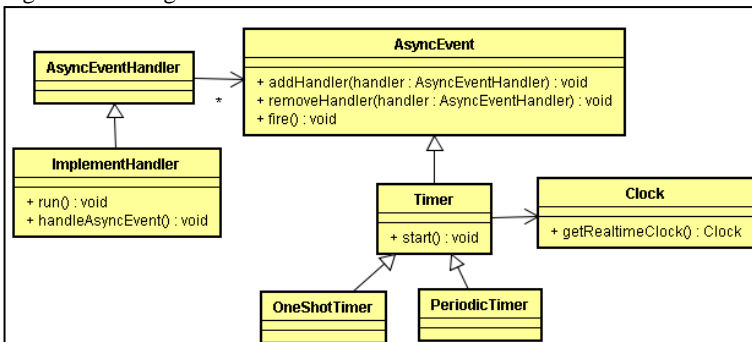 AsyncEvent
+ addHandler(handler : AsyncEventHandler) : void
+ removeHandler(handler : AsyncEventHandler) : void
+ fire() : void
AsyncEventHandler
*
ImplementHandler
+ run() : void
+ handleAsyncEvent() : void
Timer
+ start() : void
Clock
+ getRealtimeClock() : Clock
OneShotTimer
PeriodicTimer